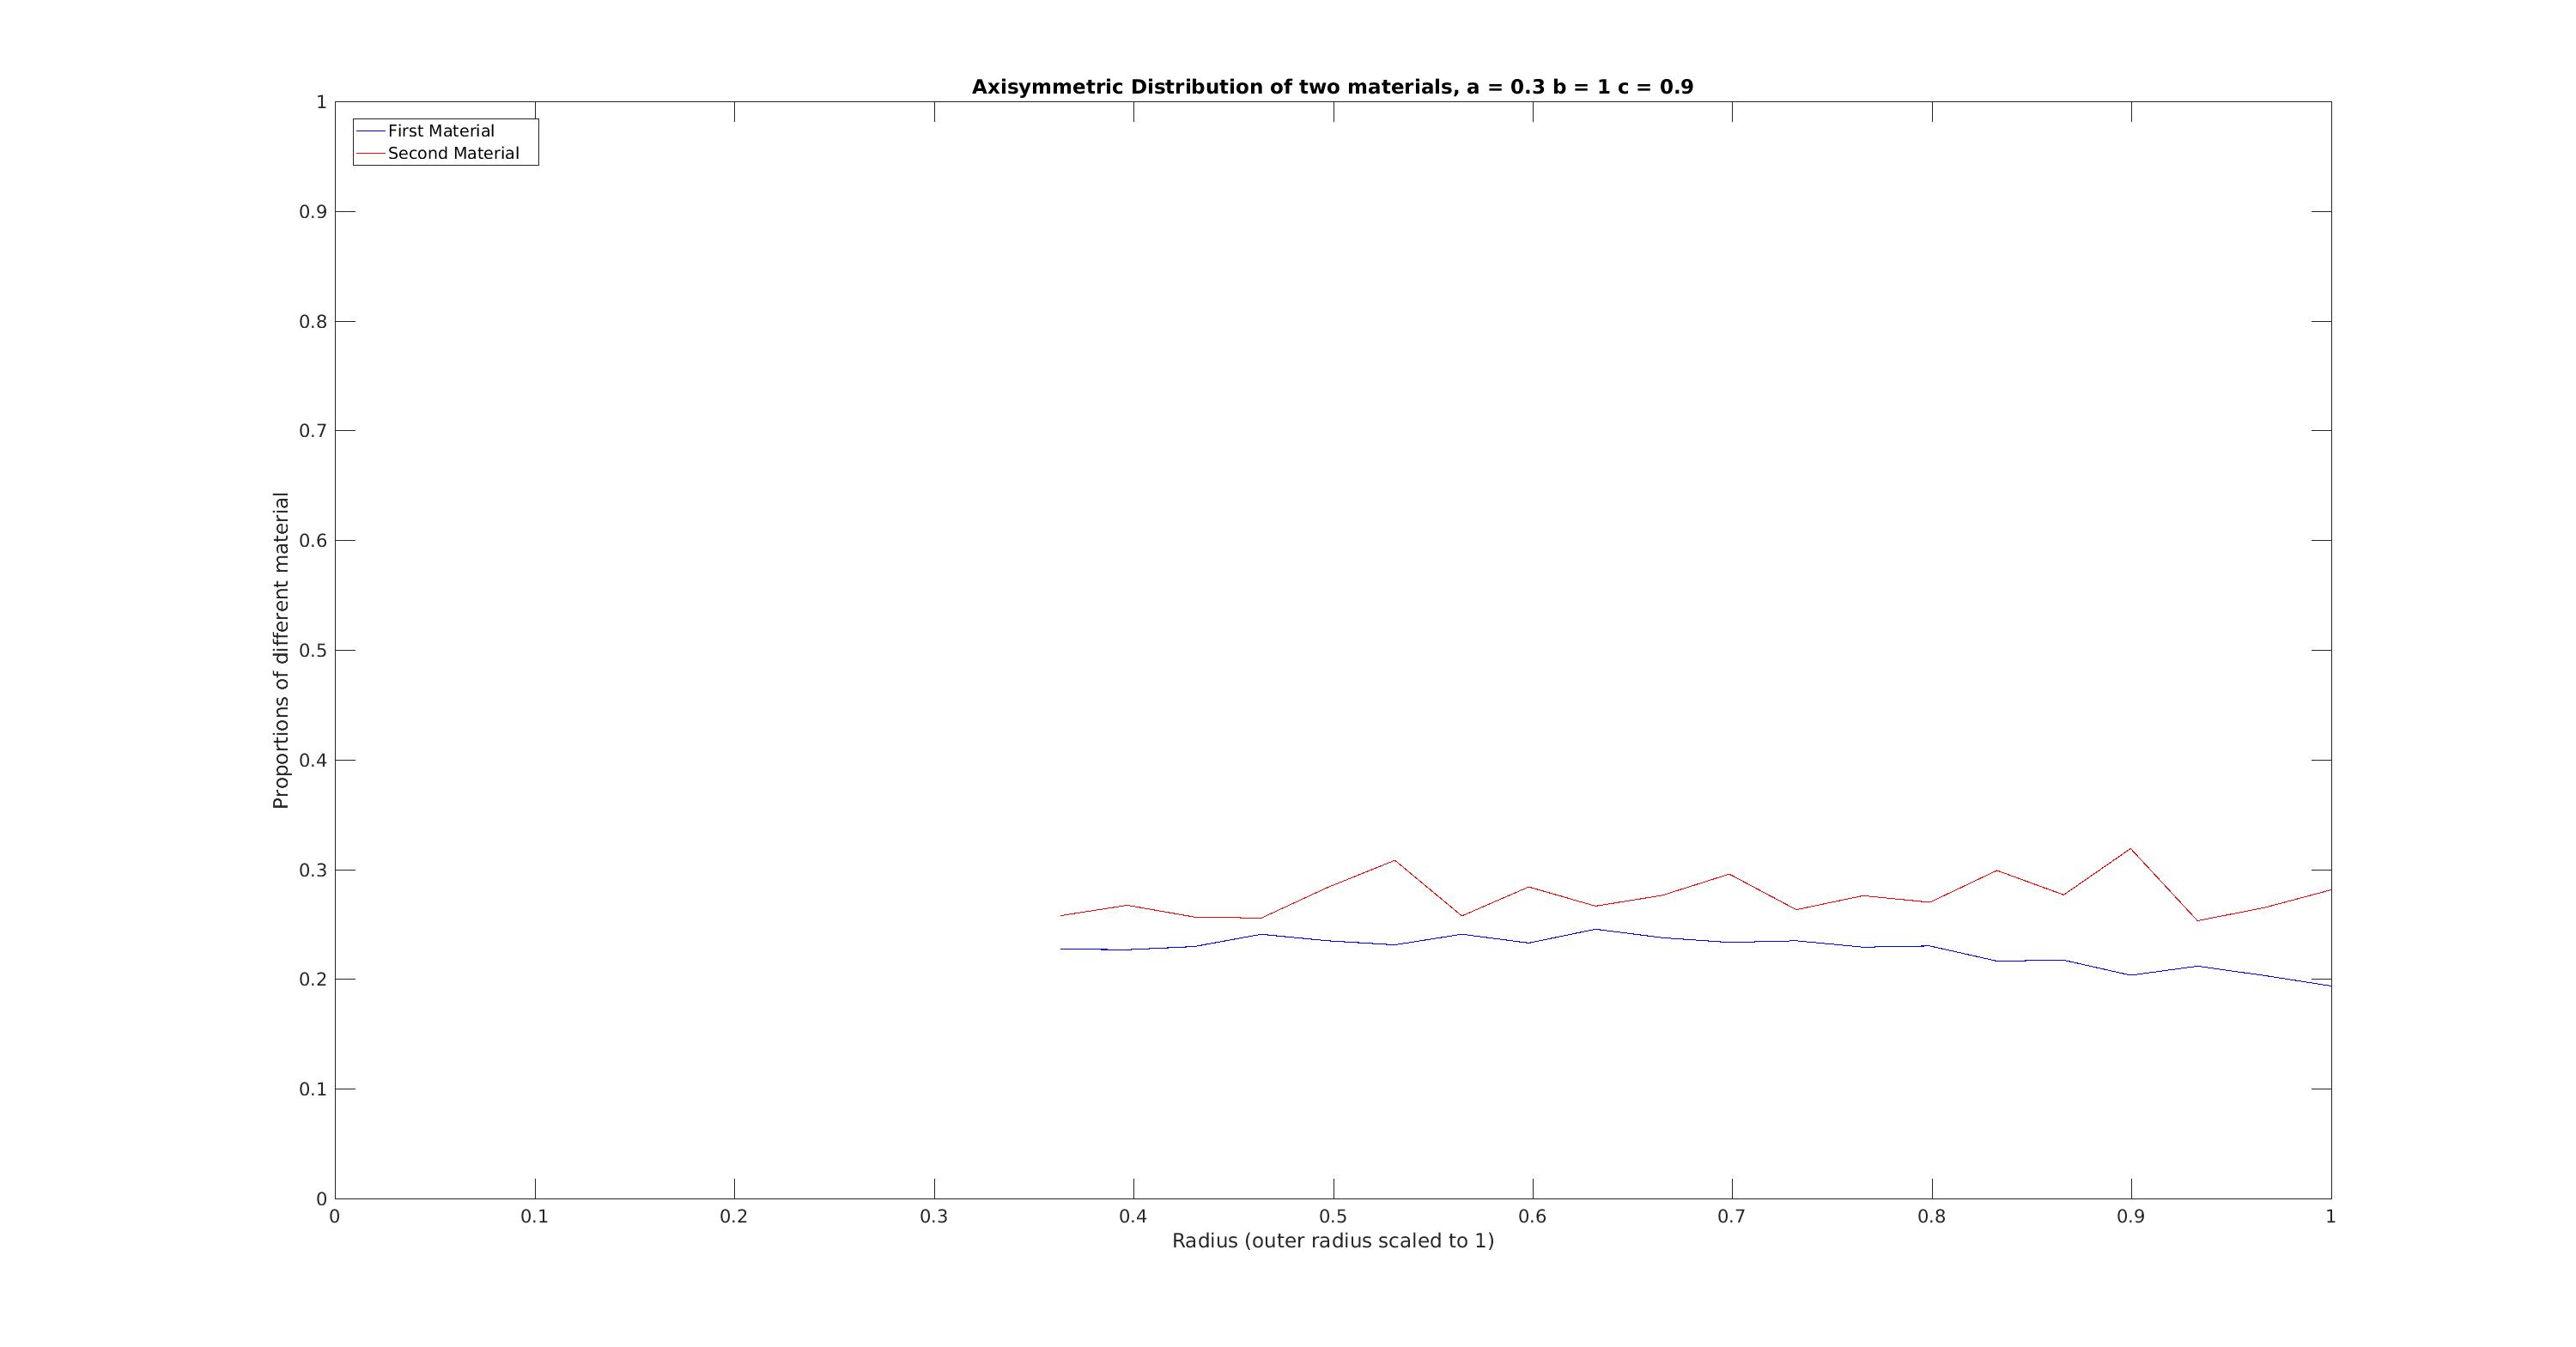 Axisymmetric Distribution of two materials, a = 0.3 b = 1 c = 0.9
First Material
Second Material
1
0.9
0.8
0.7
0.6
0.5
0.4
0.3
0.2
0.1
0
Proportions of different material
0 0.1 0.2 0.3 0.4 0.5 0.6 0.7 0.8 0.9 1
Radius (outer radius scaled to 1)